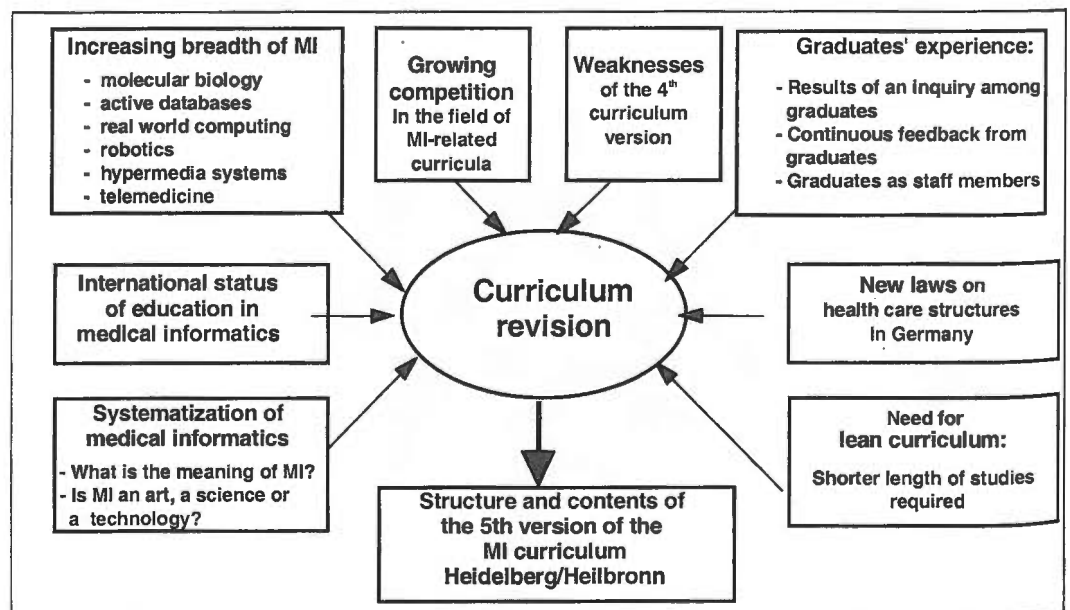 Increasing breadth of MI
- molecular biology
- active databases
- real world computing
- robotics
- hypermedia systems
- telemedicine
Growing
competition
In the field of
MI-related
curricula
Weaknesses
of the 4th
curriculum
version
Graduates' experience:
- Results of an inquiry among
graduates
- Continuous feedback from
graduates
- Graduates as staff members
International status
of education in
medical informatics
Curriculum
revision
New laws on
health care structures
In Germany
Systematization of
medical informatics
- What is the meaning of MI?
- Is MI an art, a science or
a technology?
Need for
lean curriculum:
Shorter length of studies
required
Structure and contents of
the 5th version of the
MI curriculum
Heidelberg/Heilbronn